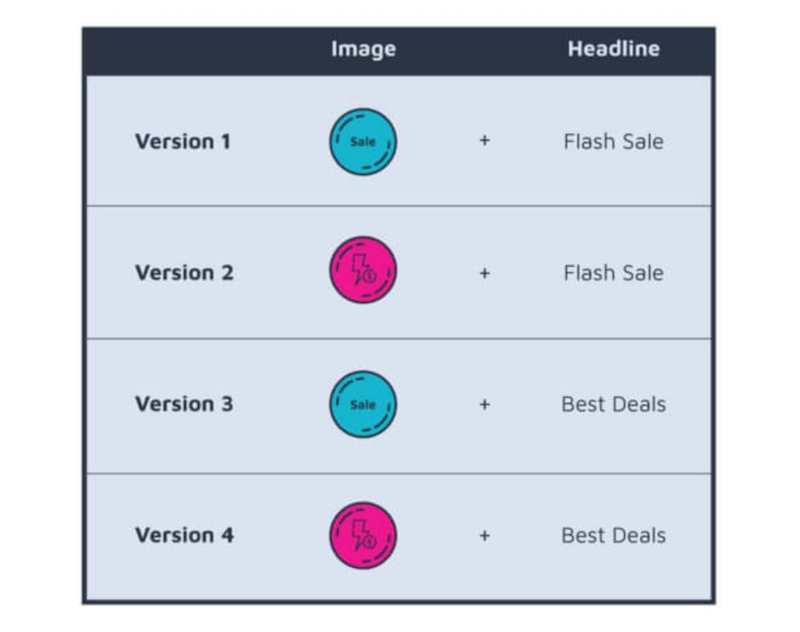 Image Headline
Version 1 Sale + Flash Sale
Version 2 $ + Flash Sale
Version 3 Sale + Best Deals
Version 4 $ + Best Deals